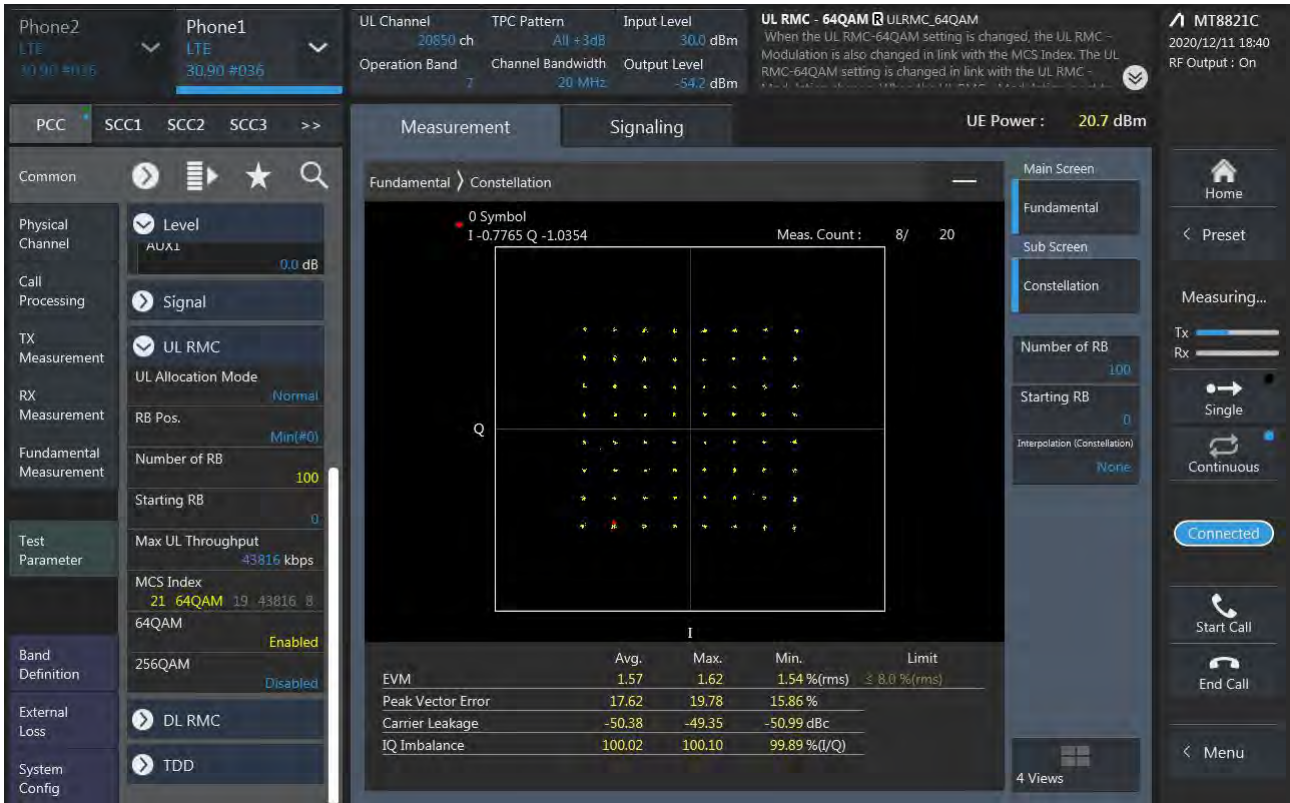 Phone2
LTE
30.90 #036
Phone1
LTE
30.90 #036
UL Channel
20850 ch
TPC Pattern
All +3dB
Input Level
30.0 dBm
Operation Band
7
Channel Bandwidth
20 MHz
Output Level
-54.2 dBm
UL RMC - 64QAM R ULRMC_64QAM
When the UL RMC-64QAM setting is changed, the UL RMC -
Modulation is also changed in link with the MCS Index. The UL
RMC-64QAM setting is changed in link with the UL RMC -
MT8821C
2020/12/11 18:40
RF Output : On
PCC SCC1 SCC2 SCC3 >>
Measurement
Signaling
UE Power : 20.7 dBm
Common
Physical
Channel
Call
Processing
TX
Measurement
RX
Measurement
Fundamental
Measurement
Test
Parameter
Band
Definition
External
Loss
System
Config
Level
AUX1
0.0 dB
Signal
UL RMC
UL Allocation Mode
Normal
RB Pos.
Min(#0)
Number of RB
100
Starting RB
0
Max UL Throughput
43816 kbps
MCS Index
21 64QAM 19 43816 8
64QAM
Enabled
256QAM
Disabled
DL RMC
TDD
Fundamental 〉 Constellation
0 Symbol
I -0.7765 Q -1.0354
Meas. Count : 8/ 20
Q
I
Avg. Max. Min. Limit
EVM 1.57 1.62 1.54 %(rms) ≤ 8.0 %(rms)
Peak Vector Error 17.62 19.78 15.86 %
Carrier Leakage -50.38 -49.35 -50.99 dBc
IQ Imbalance 100.02 100.10 99.89 %(I/Q)
Main Screen
Fundamental
Sub Screen
Constellation
Number of RB
100
Starting RB
0
Interpolation (Constellation)
None
4 Views
Home
< Preset
Measuring...
Tx
Rx
Single
Continuous
Connected
Start Call
End Call
< Menu